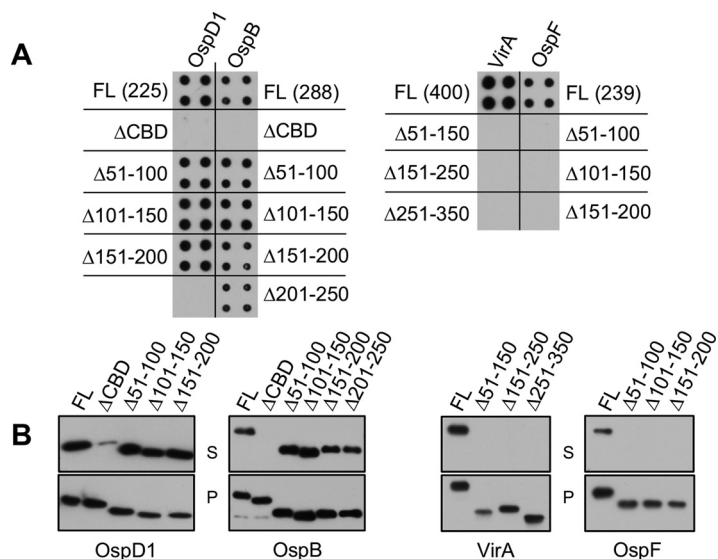 A
OspD1 OspB
FL (225) FL (288)
ΔCBD ΔCBD
Δ51-100 Δ51-100
Δ101-150 Δ101-150
Δ151-200 Δ151-200
Δ201-250
VirA OspF
FL (400) FL (239)
Δ51-150 Δ51-100
Δ151-250 Δ101-150
Δ251-350 Δ151-200
B
FL ΔCBD Δ51-100 Δ101-150 Δ151-200
S
P
OspD1
FL ΔCBD Δ51-100 Δ101-150 Δ151-200 Δ201-250
OspB
FL Δ51-150 Δ151-250 Δ251-350
S
P
VirA
FL Δ51-100 Δ101-150 Δ151-200
OspF